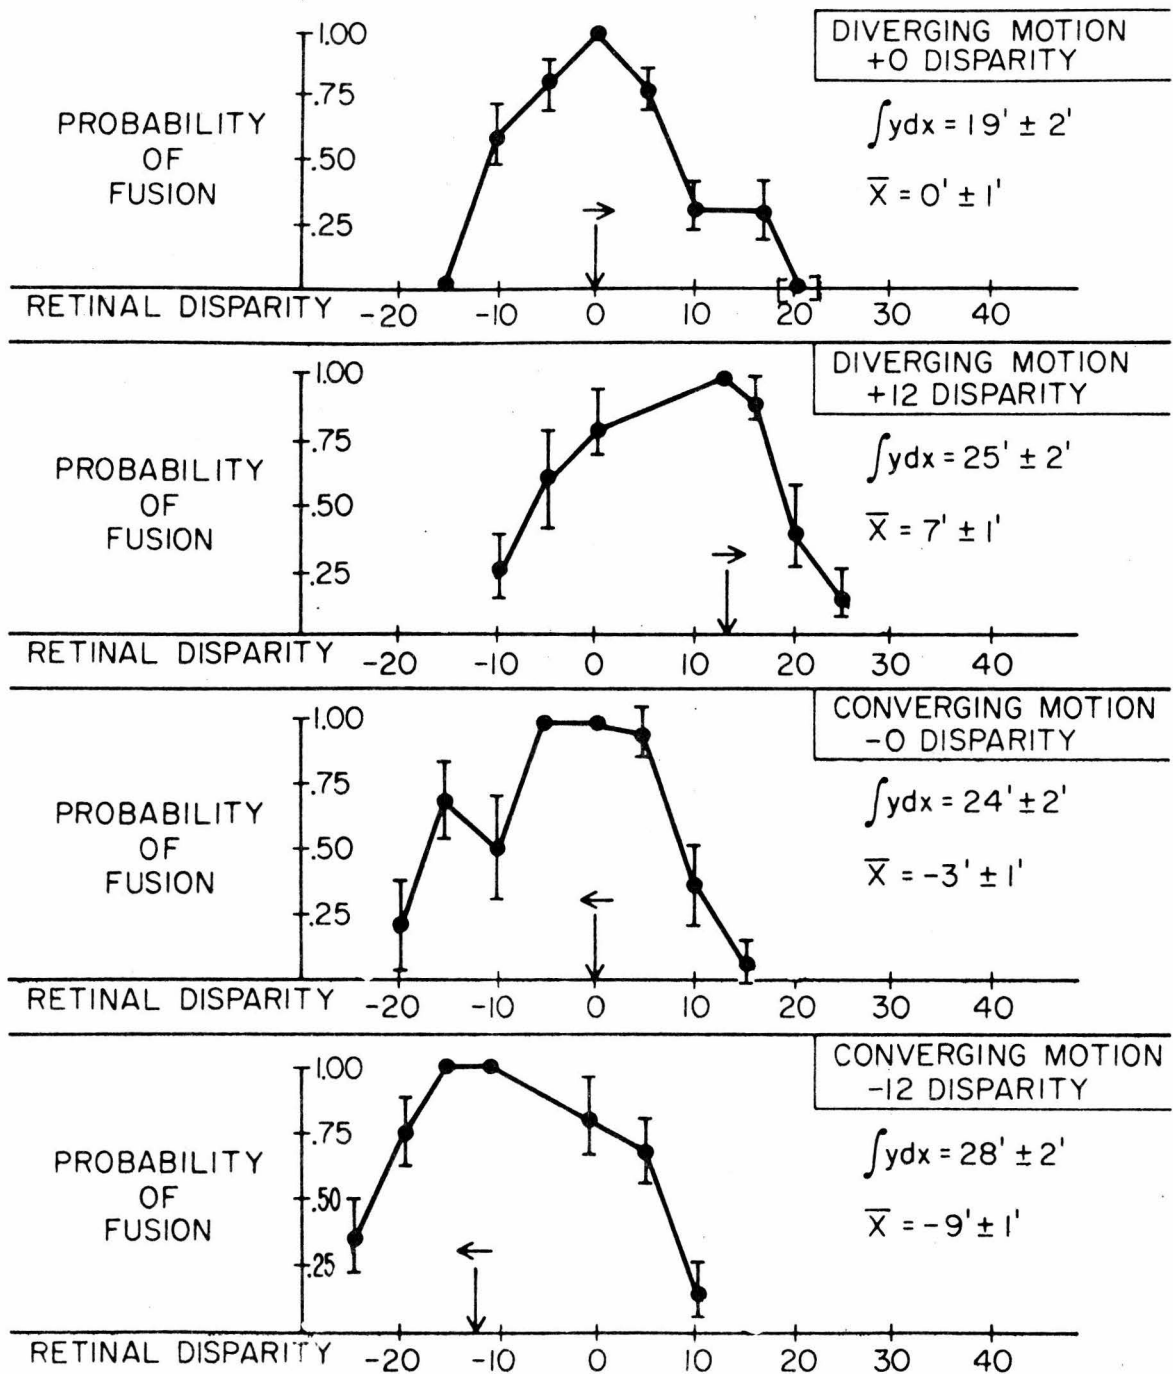 1.00
.75
.50
.25
PROBABILITY
OF
FUSION
DIVERGING MOTION
+0 DISPARITY
∫ydx = 19' ± 2'
X̅ = 0' ± 1'
RETINAL DISPARITY -20 -10 0 10 20 30 40
1.00
.75
.50
.25
PROBABILITY
OF
FUSION
DIVERGING MOTION
+12 DISPARITY
∫ydx = 25' ± 2'
X̅ = 7' ± 1'
RETINAL DISPARITY -20 -10 0 10 20 30 40
1.00
.75
.50
.25
PROBABILITY
OF
FUSION
CONVERGING MOTION
-0 DISPARITY
∫ydx = 24' ± 2'
X̅ = -3' ± 1'
RETINAL DISPARITY -20 -10 0 10 20 30 40
1.00
.75
.50
.25
PROBABILITY
OF
FUSION
CONVERGING MOTION
-12 DISPARITY
∫ydx = 28' ± 2'
X̅ = -9' ± 1'
RETINAL DISPARITY -20 -10 0 10 20 30 40